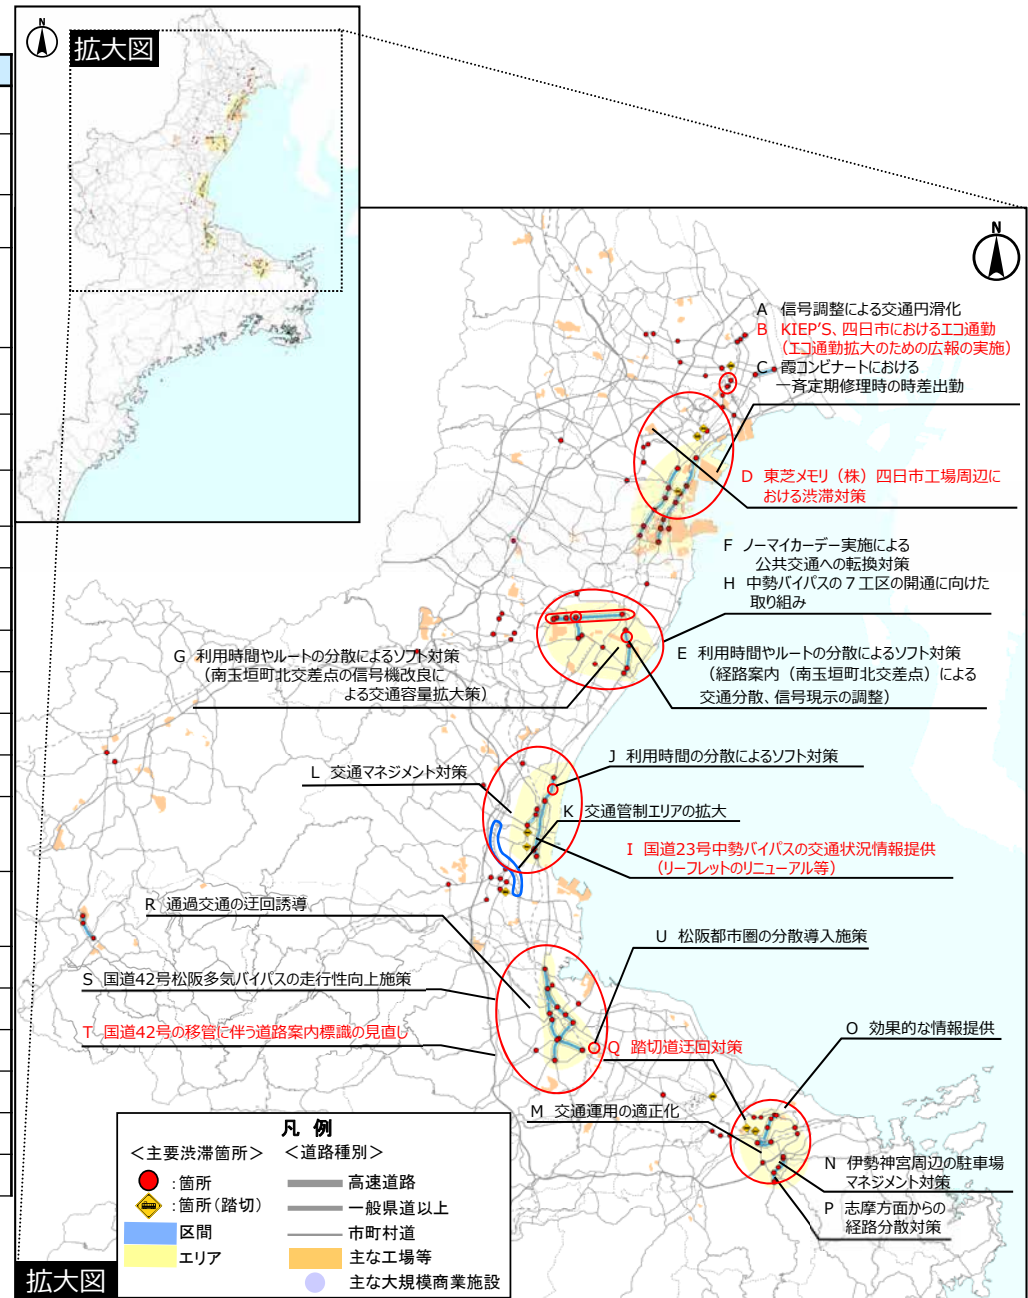 N
拡大図
N
A 信号調整による交通円滑化
B KIEP'S、四日市におけるエコ通勤
(エコ通勤拡大のための広報の実施)
C 霞コンビナートにおける
一斉定期修理時の時差出勤
D 東芝メモリ（株）四日市工場周辺に
おける渋滞対策
F ノーマイカーデー実施による
公共交通への転換対策
H 中勢バイパスの７工区の開通に向けた
取り組み
G 利用時間やルートの分散によるソフト対策
（南玉垣町北交差点の信号機改良に
よる交通容量拡大策）
E 利用時間やルートの分散によるソフト対策
（経路案内（南玉垣町北交差点）による
交通分散、信号現示の調整）
J 利用時間の分散によるソフト対策
L 交通マネジメント対策
K 交通管制エリアの拡大
I 国道23号中勢バイパスの交通状況情報提供
（リーフレットのリニューアル等）
R 通過交通の迂回誘導
U 松阪都市圏の分散導入施策
S 国道42号松阪多気バイパスの走行性向上施策
T 国道42号の移管に伴う道路案内標識の見直し
O 効果的な情報提供
Q 踏切道迂回対策
M 交通運用の適正化
N 伊勢神宮周辺の駐車場
マネジメント対策
P 志摩方面からの
経路分散対策
凡 例
＜主要渋滞箇所＞ ＜道路種別＞
：箇所 高速道路
：箇所(踏切) 一般県道以上
区間 市町村道
エリア 主な工場等
主な大規模商業施設
拡大図